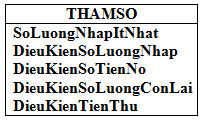 THAMSO
SoLuongNhapItNhat
DieuKienSoLuongNhap
DieuKienSoTienNo
DieuKienSoLuongConLai
DieuKienTienThu